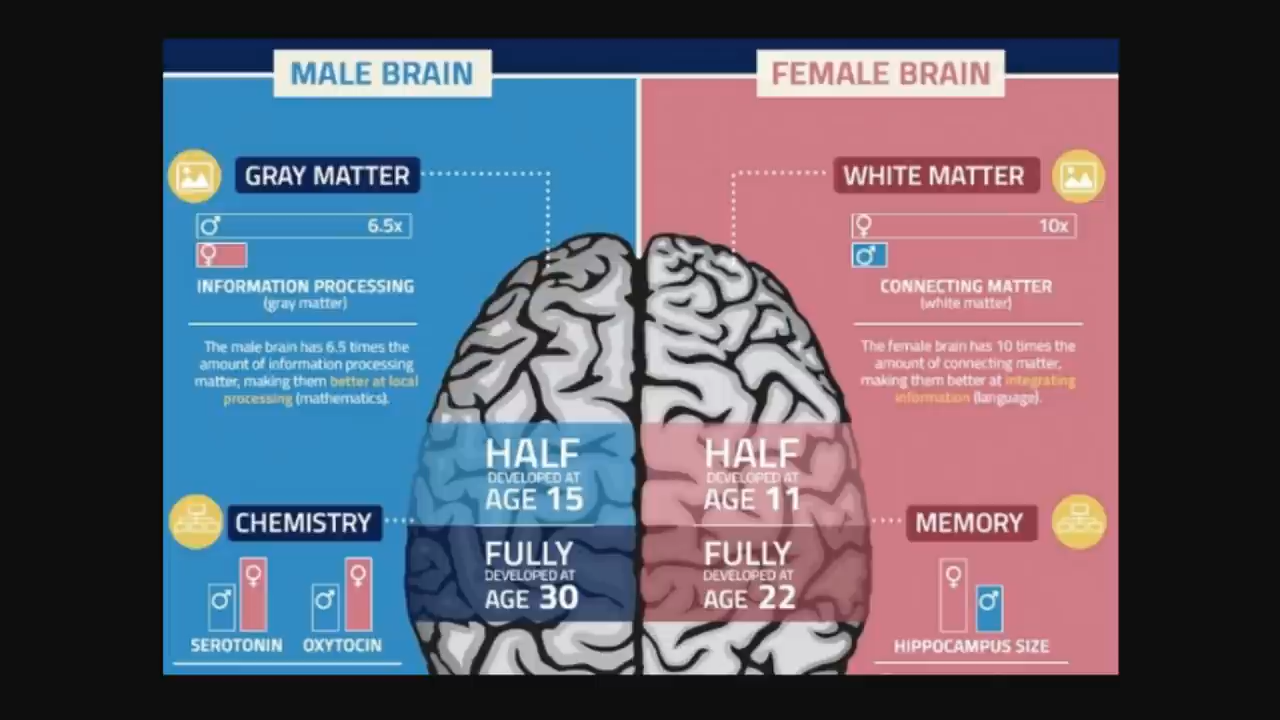 MALE BRAIN
GRAY MATTER
6.5x
INFORMATION PROCESSING
(gray matter)
The male brain has 6.5 times the
amount of information processing
matter, making them better at local
processing (mathematics).
CHEMISTRY
SEROTONIN
OXYTOCIN
HALF
DEVELOPED AT
AGE 15
FULLY
DEVELOPED AT
AGE 30
FEMALE BRAIN
WHITE MATTER
10x
CONNECTING MATTER
(white matter)
The female brain has 10 times the
amount of connecting matter,
making them better at integrating
information (language).
HALF
DEVELOPED AT
AGE 11
FULLY
DEVELOPED AT
AGE 22
MEMORY
HIPPOCAMPUS SIZE